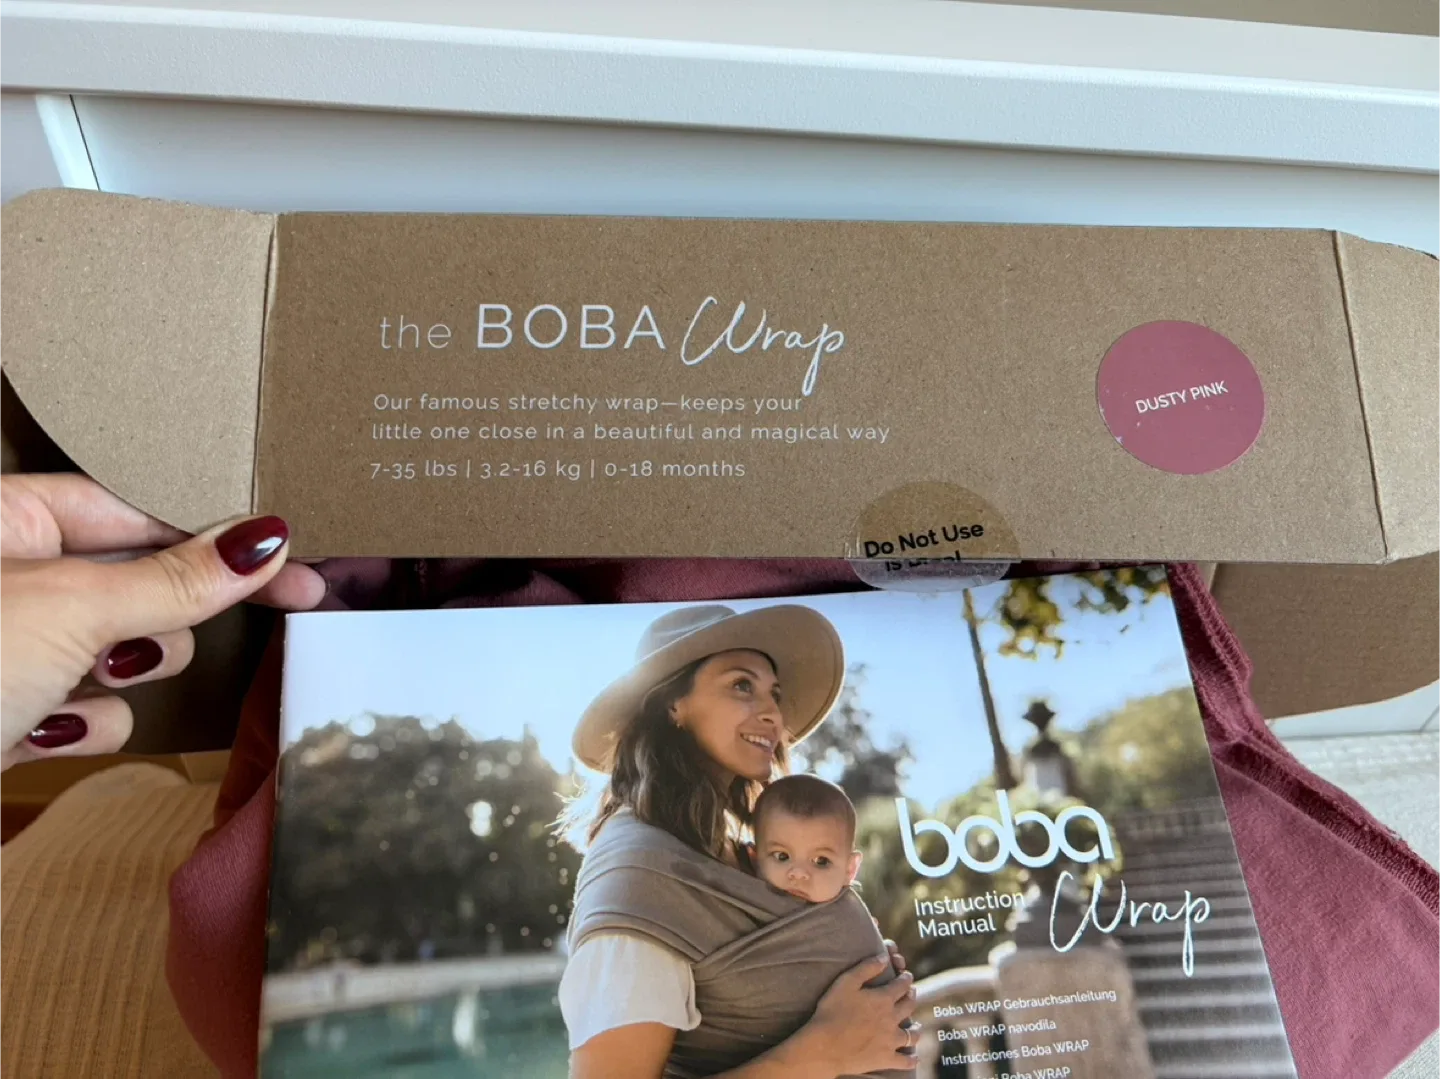 the BOBA Wrap
Our famous stretchy wrap—keeps your
little one close in a beautiful and magical way
7-35 lbs | 3.2-16 kg | 0-18 months
DUSTY PINK
Do Not Use
boba
Instruction
Manual
Wrap
Boba WRAP Gebrauchsanleitung
Boba WRAP navodila
Instrucciones Boba WRAP
Boba WRAP